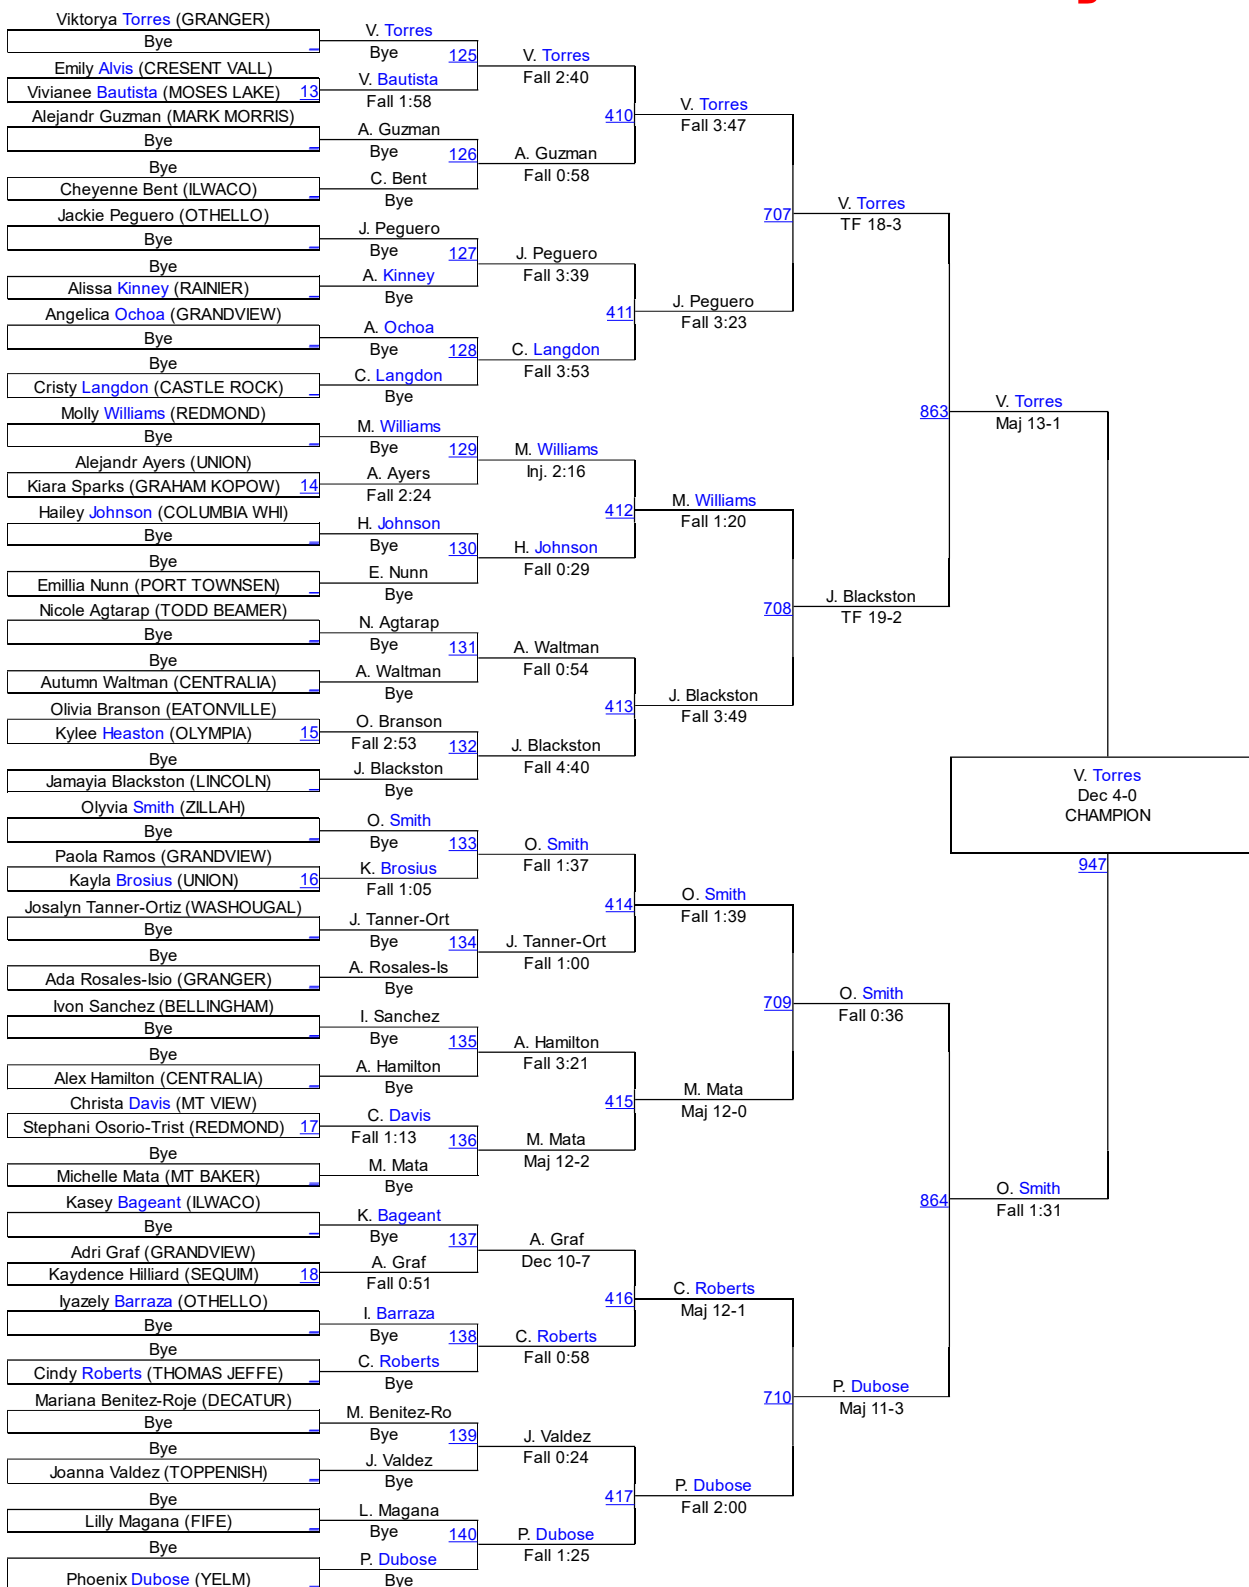 Viktorya Torres (GRANGER)
Bye
Emily Alvis (CRESENT VALL)
Vivianee Bautista (MOSES LAKE) 13
Alejandr Guzman (MARK MORRIS)
Bye
Bye
Cheyenne Bent (ILWACO)
Jackie Peguero (OTHELLO)
Bye
Bye
Alissa Kinney (RAINIER)
Angelica Ochoa (GRANDVIEW)
Bye
Bye
Cristy Langdon (CASTLE ROCK)
Molly Williams (REDMOND)
Bye
Alejandr Ayers (UNION)
Kiara Sparks (GRAHAM KOPOW) 14
Hailey Johnson (COLUMBIA WHI)
Bye
Bye
Emillia Nunn (PORT TOWNSEN)
Nicole Agtarap (TODD BEAMER)
Bye
Bye
Autumn Waltman (CENTRALIA)
Olivia Branson (EATONVILLE)
Kylee Heaston (OLYMPIA) 15
Bye
Jamayia Blackston (LINCOLN)
Olyvia Smith (ZILLAH)
Bye
Paola Ramos (GRANDVIEW)
Kayla Brosius (UNION) 16
Josalyn Tanner-Ortiz (WASHOUGAL)
Bye
Bye
Ada Rosales-Isio (GRANGER)
Ivon Sanchez (BELLINGHAM)
Bye
Bye
Alex Hamilton (CENTRALIA)
Christa Davis (MT VIEW)
Stephani Osorio-Trist (REDMOND) 17
Bye
Michelle Mata (MT BAKER)
Kasey Bageant (ILWACO)
Bye
Adri Graf (GRANDVIEW)
Kaydence Hilliard (SEQUIM) 18
Iyazely Barraza (OTHELLO)
Bye
Bye
Cindy Roberts (THOMAS JEFFE)
Mariana Benitez-Roje (DECATUR)
Bye
Bye
Joanna Valdez (TOPPENISH)
Bye
Lilly Magana (FIFE)
Bye
Phoenix Dubose (YELM)
V. Torres
Bye 125
V. Bautista
Fall 1:58
A. Guzman
Bye 126
C. Bent
Bye
J. Peguero
Bye 127
A. Kinney
Bye
A. Ochoa
Bye 128
C. Langdon
Bye
M. Williams
Bye 129
A. Ayers
Fall 2:24
H. Johnson
Bye 130
E. Nunn
Bye
N. Agtarap
Bye 131
A. Waltman
Bye
O. Branson
Fall 2:53 132
J. Blackston
Bye
O. Smith
Bye 133
K. Brosius
Fall 1:05
J. Tanner-Ort
Bye 134
A. Rosales-Is
Bye
I. Sanchez
Bye 135
A. Hamilton
Bye
C. Davis
Fall 1:13 136
M. Mata
Bye
K. Bageant
Bye 137
A. Graf
Fall 0:51
I. Barraza
Bye 138
C. Roberts
Bye
M. Benitez-Ro
Bye 139
J. Valdez
Bye
L. Magana
Bye 140
P. Dubose
Bye
V. Torres
Fall 2:40
410
A. Guzman
Fall 0:58
J. Peguero
Fall 3:39
411
C. Langdon
Fall 3:53
M. Williams
Inj. 2:16
412
H. Johnson
Fall 0:29
A. Waltman
Fall 0:54
413
J. Blackston
Fall 4:40
O. Smith
Fall 1:37
414
J. Tanner-Ort
Fall 1:00
A. Hamilton
Fall 3:21
415
M. Mata
Maj 12-2
A. Graf
Dec 10-7
416
C. Roberts
Fall 0:58
J. Valdez
Fall 0:24
417
P. Dubose
Fall 1:25
V. Torres
Fall 3:47
707
J. Peguero
Fall 3:23
M. Williams
Fall 1:20
708
J. Blackston
Fall 3:49
O. Smith
Fall 1:39
709
M. Mata
Maj 12-0
C. Roberts
Maj 12-1
710
P. Dubose
Fall 2:00
V. Torres
TF 18-3
863
J. Blackston
TF 19-2
O. Smith
Fall 0:36
864
P. Dubose
Maj 11-3
V. Torres
Maj 13-1
V. Torres
Dec 4-0
CHAMPION
947
O. Smith
Fall 1:31